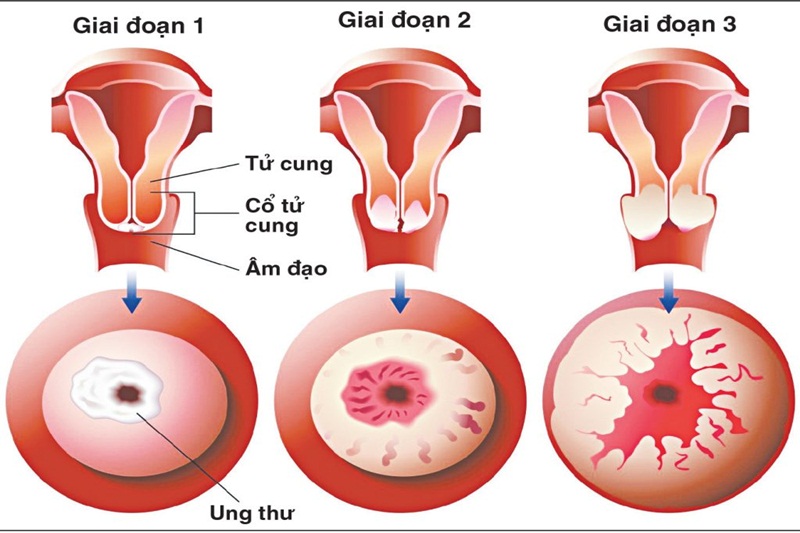 Giai đoạn 1
Giai đoạn 2
Giai đoạn 3
Tử cung
Cổ tử
cung
Âm đạo
Ung thư